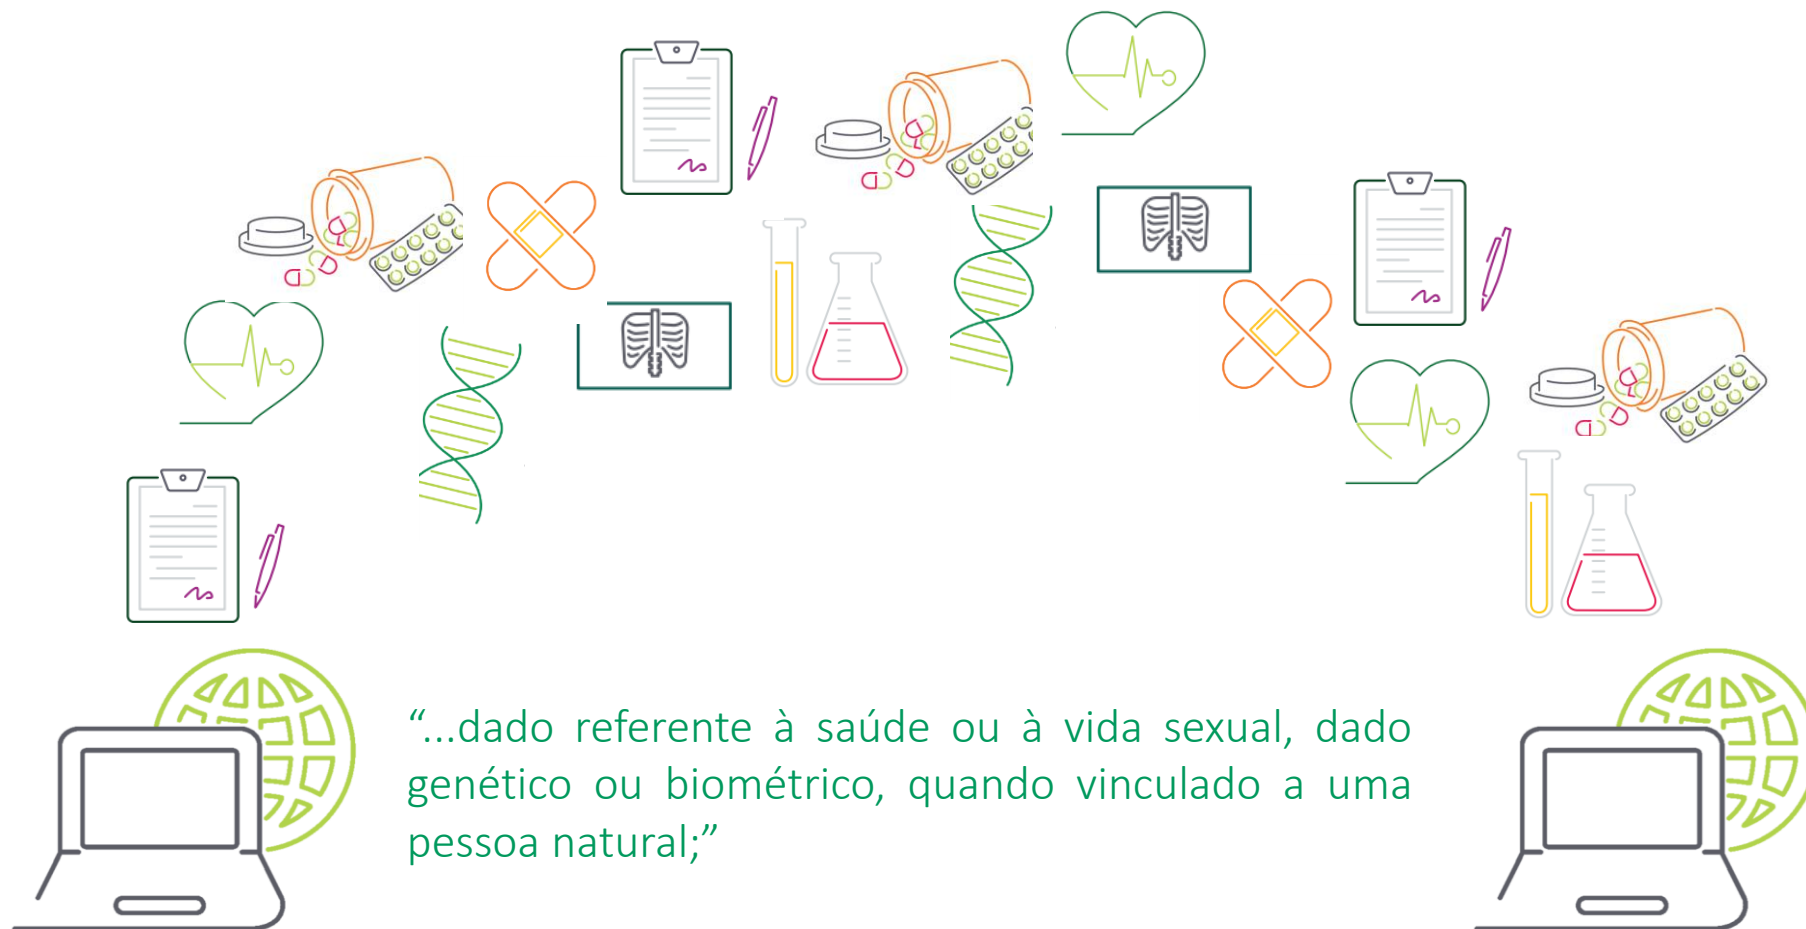 “...dado referente à saúde ou à vida sexual, dado
genético ou biométrico, quando vinculado a uma
pessoa natural;”